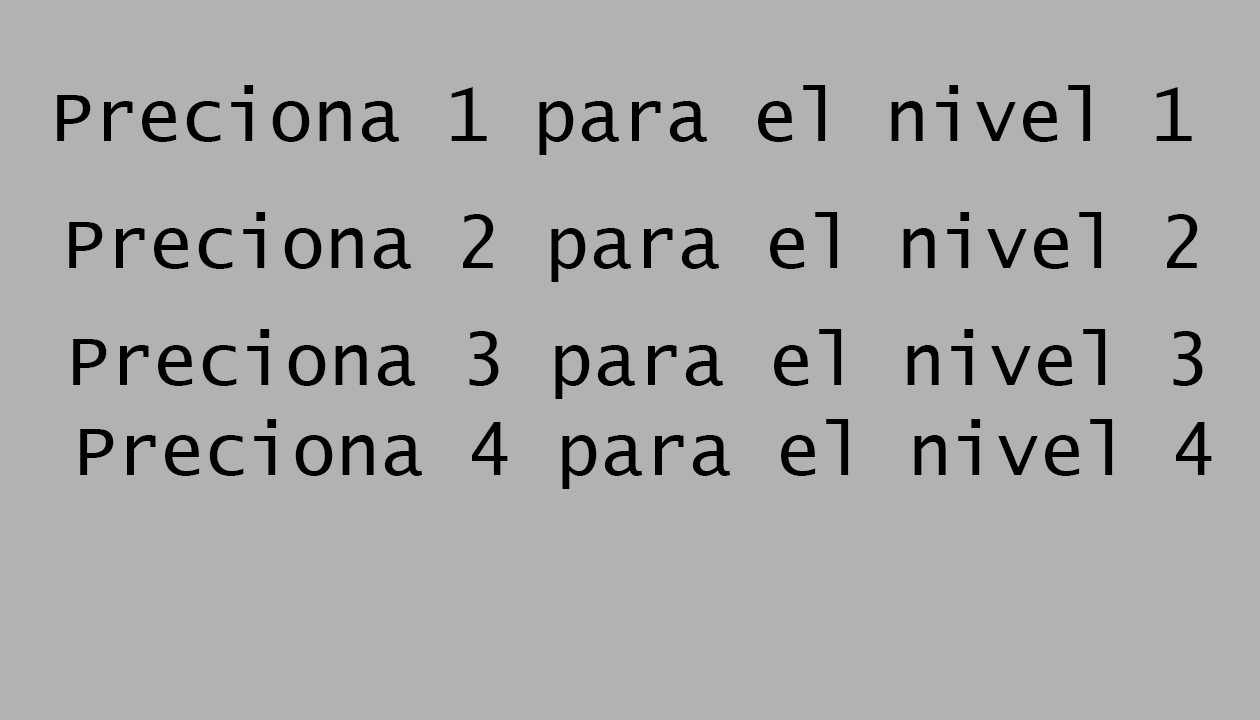 Preciona 1 para el nivel 1
Preciona 2 para el nivel 2
Preciona 3 para el nivel 3
Preciona 4 para el nivel 4